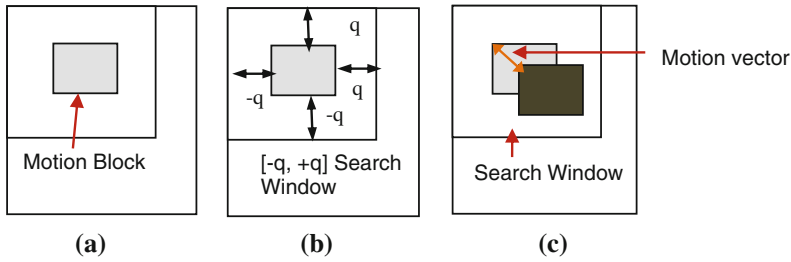 Motion Block
(a)
q
-q
q
-q
[-q, +q] Search
Window
(b)
Motion vector
Search Window
(c)